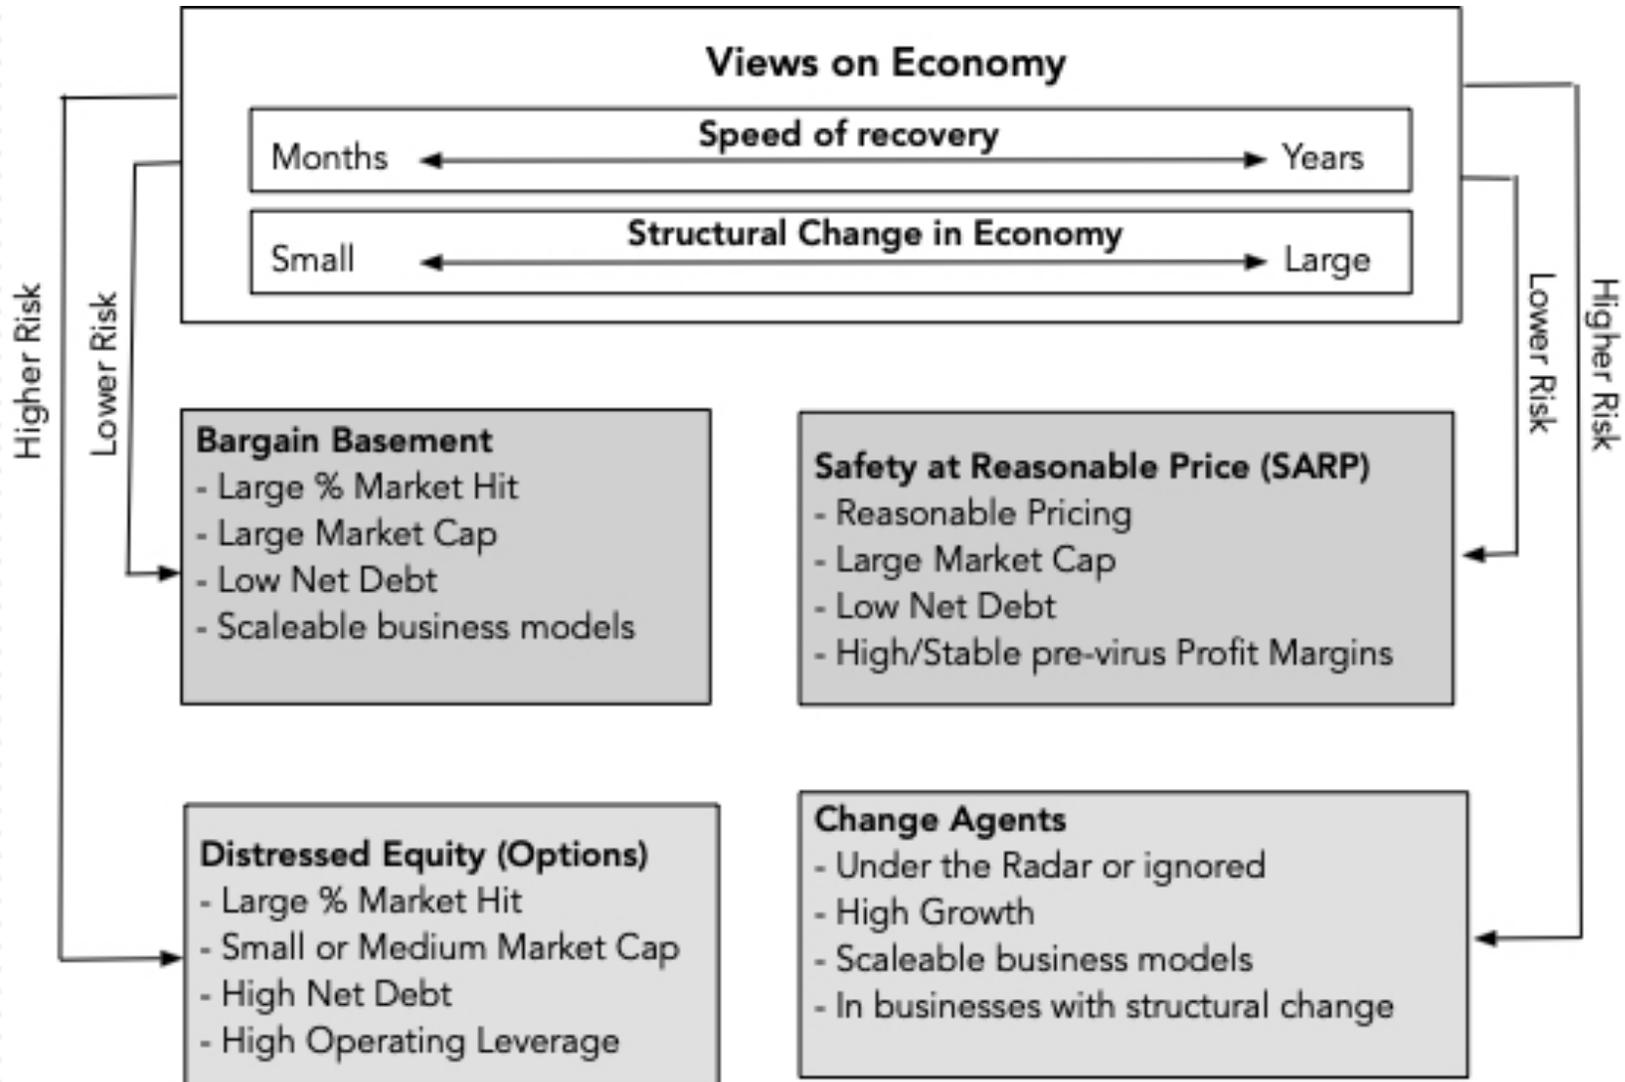 Views on Economy
Speed of recovery
Months
Years
Structural Change in Economy
Small
Large
Higher Risk
Lower Risk
Lower Risk
Higher Risk
Bargain Basement
- Large % Market Hit
- Large Market Cap
- Low Net Debt
- Scaleable business models
Safety at Reasonable Price (SARP)
- Reasonable Pricing
- Large Market Cap
- Low Net Debt
- High/Stable pre-virus Profit Margins
Distressed Equity (Options)
- Large % Market Hit
- Small or Medium Market Cap
- High Net Debt
- High Operating Leverage
Change Agents
- Under the Radar or ignored
- High Growth
- Scaleable business models
- In businesses with structural change